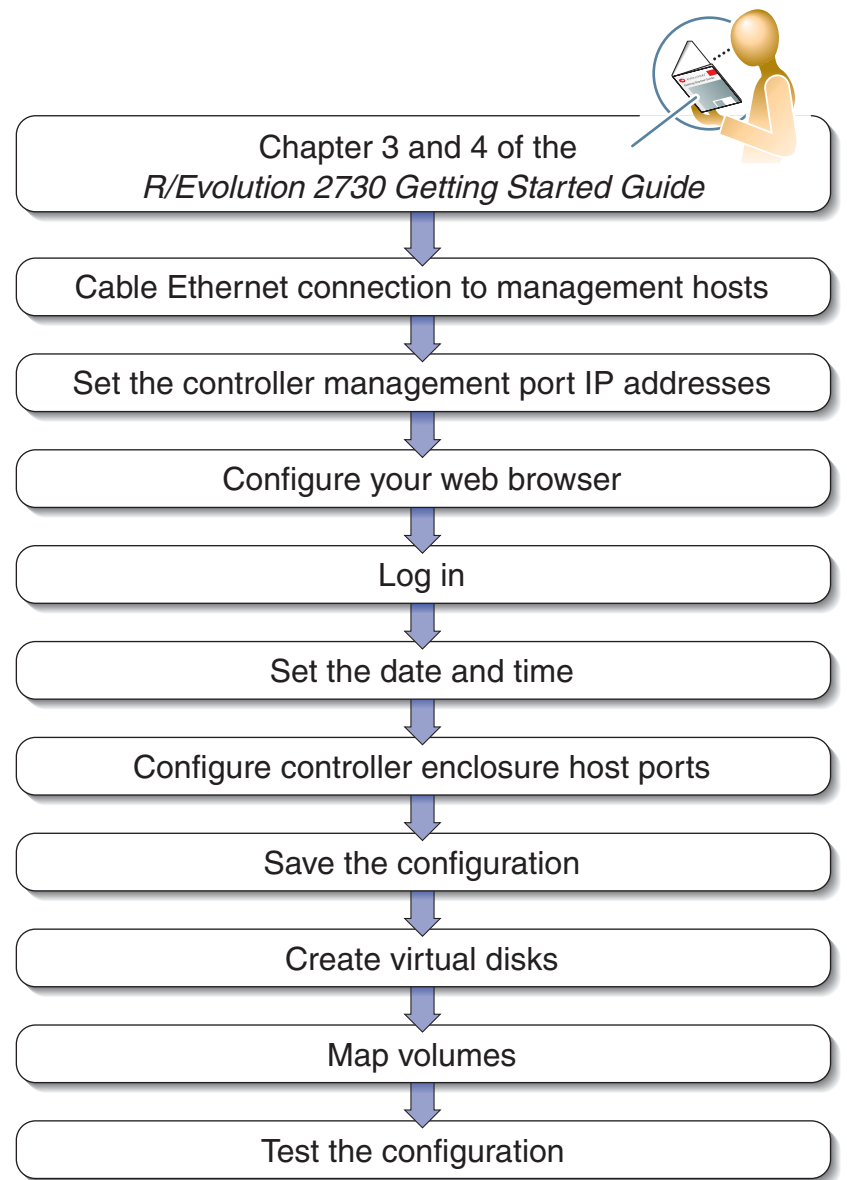 Chapter 3 and 4 of the
R/Evolution 2730 Getting Started Guide
Cable Ethernet connection to management hosts
Set the controller management port IP addresses
Configure your web browser
Log in
Set the date and time
Configure controller enclosure host ports
Save the configuration
Create virtual disks
Map volumes
Test the configuration